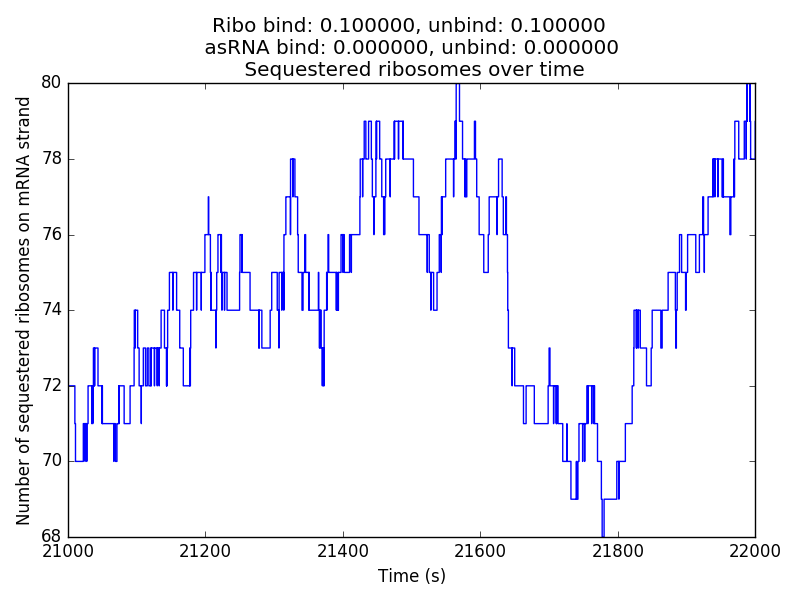 Ribo bind: 0.100000, unbind: 0.100000
asRNA bind: 0.000000, unbind: 0.000000
Sequestered ribosomes over time
Number of sequestered ribosomes on mRNA strand
80
78
76
74
72
70
68
21000 21200 21400 21600 21800 22000
Time (s)